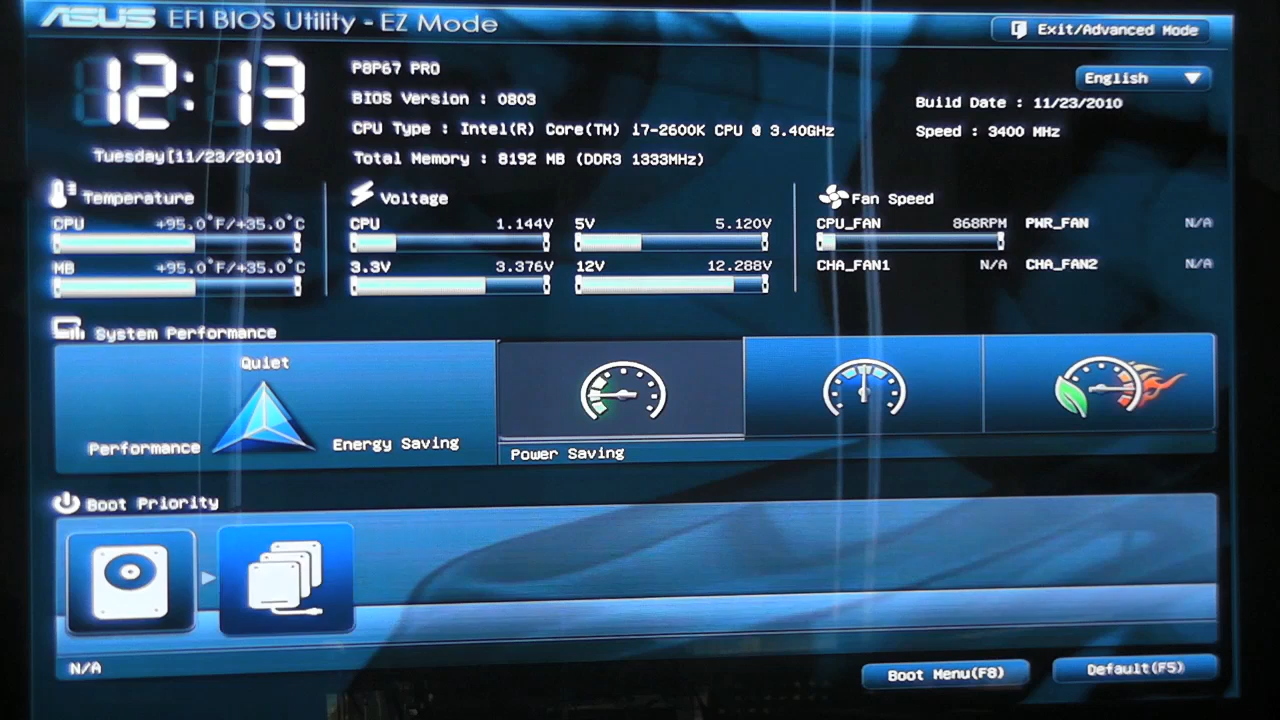 ASUS EFI BIOS Utility - EZ Mode
Exit/Advanced Mode
12:13
Tuesday[11/23/2010]
P8P67 PRO
BIOS Version : 0803
CPU Type : Intel(R) Core(TM) i7-2600K CPU @ 3.40GHz
Total Memory : 8192 MB (DDR3 1333MHz)
English
Build Date : 11/23/2010
Speed : 3400 MHz
Temperature
CPU +95.0°F/+35.0°C
MB +95.0°F/+35.0°C
Voltage
CPU 1.144V 5V 5.120V
3.3V 3.376V 12V 12.288V
Fan Speed
CPU_FAN 868RPM PWR_FAN N/A
CHA_FAN1 N/A CHA_FAN2 N/A
System Performance
Quiet
Performance Energy Saving
Power Saving
Boot Priority
N/A
Boot Menu(F8)
Default(F5)